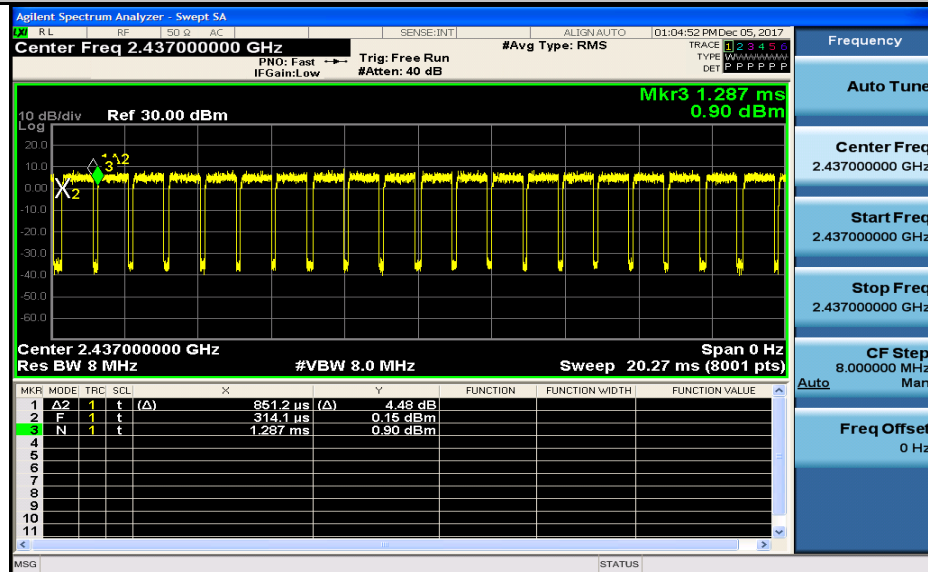 Agilent Spectrum Analyzer - Swept SA
LXI RL RF 50 Ω AC SENSE:INT ALIGNAUTO 01:04:52 PM Dec 05, 2017
Center Freq 2.437000000 GHz #Avg Type: RMS TRACE 1 2 3 4 5 6
PNO: Fast Trig: Free Run TYPE WWWWWW
IFGain:Low #Atten: 40 dB DET P P P P P P
Mkr3 1.287 ms
10 dB/div Ref 30.00 dBm 0.90 dBm
Log
20.0
10.0
0.00
-10.0
-20.0
-30.0
-40.0
-50.0
-60.0
3
2
X2
Center 2.437000000 GHz Span 0 Hz
Res BW 8 MHz #VBW 8.0 MHz Sweep 20.27 ms (8001 pts)
MKR MODE TRC SCL X Y FUNCTION FUNCTION WIDTH FUNCTION VALUE
1 Δ2 1 t (Δ) 851.2 µs (Δ) 4.48 dB
2 F 1 t 314.1 µs 0.15 dBm
3 N 1 t 1.287 ms 0.90 dBm
4
5
6
7
8
9
10
11
MSG STATUS
Frequency
Auto Tune
Center Freq
2.437000000 GHz
Start Freq
2.437000000 GHz
Stop Freq
2.437000000 GHz
CF Step
8.000000 MHz
Auto Man
Freq Offset
0 Hz